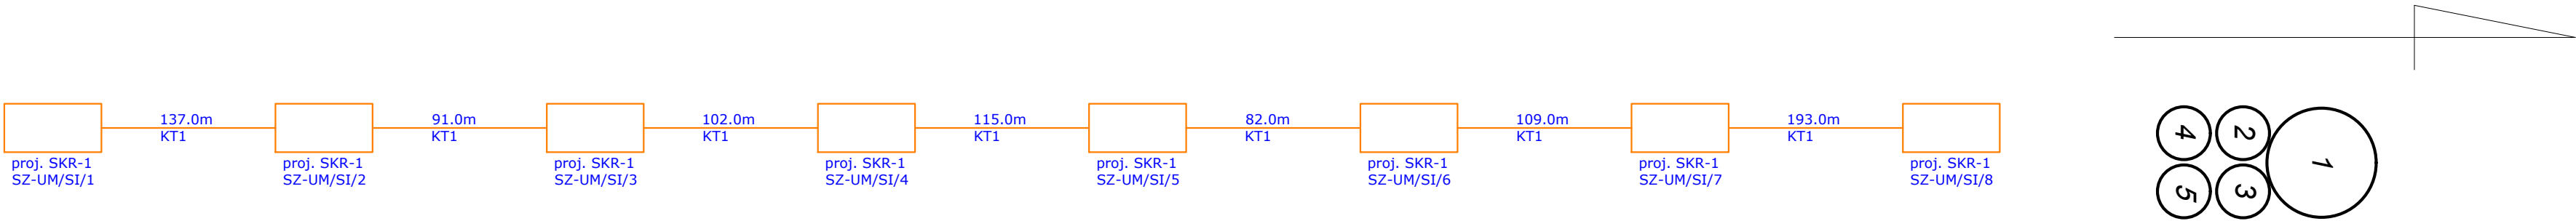 137.0m
KT1
91.0m
KT1
102.0m
KT1
115.0m
KT1
82.0m
KT1
109.0m
KT1
193.0m
KT1
proj. SKR-1
SZ-UM/SI/1
proj. SKR-1
SZ-UM/SI/2
proj. SKR-1
SZ-UM/SI/3
proj. SKR-1
SZ-UM/SI/4
proj. SKR-1
SZ-UM/SI/5
proj. SKR-1
SZ-UM/SI/6
proj. SKR-1
SZ-UM/SI/7
proj. SKR-1
SZ-UM/SI/8
1
2
3
4
5